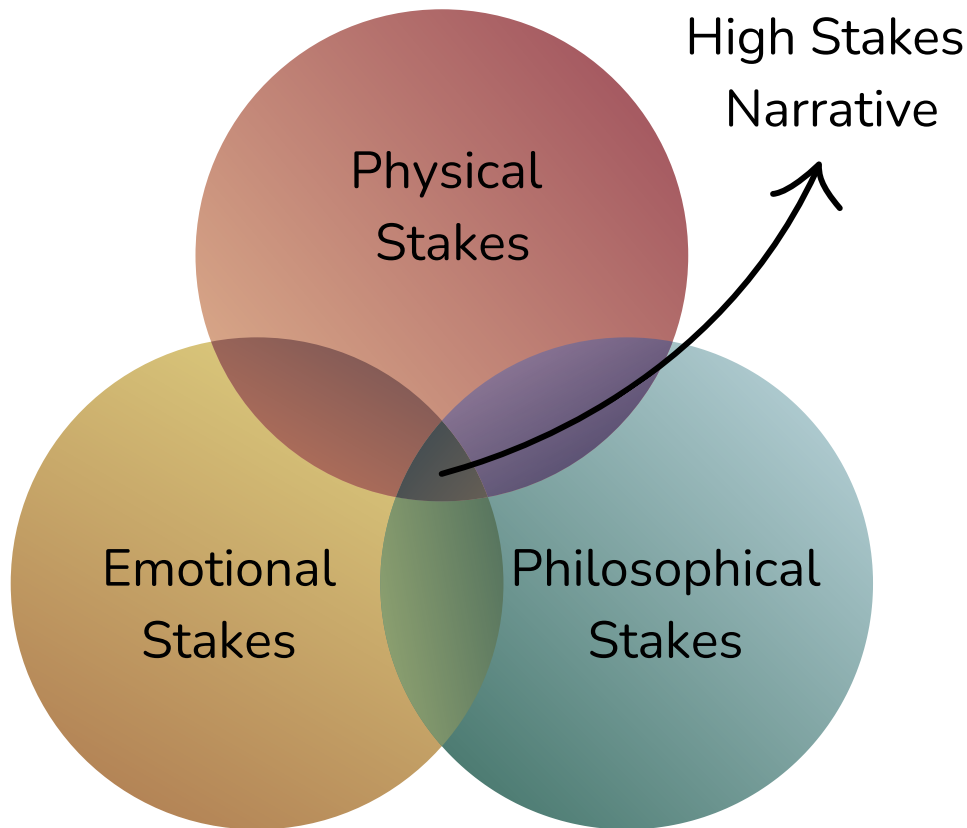 High Stakes
Narrative
Physical
Stakes
Emotional
Stakes
Philosophical
Stakes